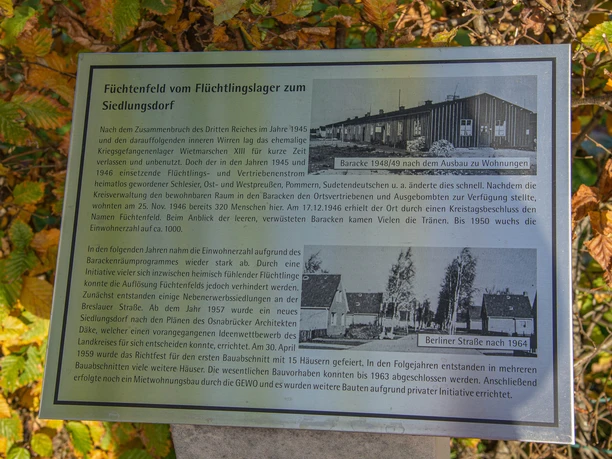 Füchtenfeld vom Flüchtlingslager zum
Siedlungsdorf
Nach dem Zusammenbruch des Dritten Reiches im Jahre 1945
und den darauffolgenden inneren Wirren lag das ehemalige
Kriegsgefangenenlager Wietmarschen XIII für kurze Zeit
verlassen und unbenutzt. Doch der in den Jahren 1945 und
1946 einsetzende Flüchtlings- und Vertriebenenstrom
heimatlos gewordener Schlesier, Ost- und Westpreußen, Pommern, Sudetendeutschen u. a. änderte dies schnell. Nachdem die
Kreisverwaltung den bewohnbaren Raum in den Baracken den Ortsvertriebenen und Ausgebombten zur Verfügung stellte,
wohnten am 25. Nov. 1946 bereits 320 Menschen hier. Am 17.12.1946 erhielt der Ort durch einen Kreistagsbeschluss den
Namen Füchtenfeld. Beim Anblick der leeren, verwüsteten Baracken kamen Vielen die Tränen. Bis 1950 wuchs die
Einwohnerzahl auf ca. 1000.
Baracke 1948/49 nach dem Ausbau zu Wohnungen
In den folgenden Jahren nahm die Einwohnerzahl aufgrund des
Barackenräumprogrammes wieder stark ab. Durch eine
Initiative vieler sich inzwischen heimisch fühlender Flüchtlinge
konnte die Auflösung Füchtenfelds jedoch verhindert werden.
Zunächst entstanden einige Nebenerwerbssiedlungen an der
Breslauer Straße. Ab dem Jahr 1957 wurde ein neues
Siedlungsdorf nach den Plänen des Osnabrücker Architekten
Däke, welcher einen vorangegangenen Ideenwettbewerb des
Landkreises für sich entscheiden konnte, errichtet. Am 30. April
1959 wurde das Richtfest für den ersten Bauabschnitt mit 15 Häusern gefeiert. In den Folgejahren entstanden in mehreren
Bauabschnitten viele weitere Häuser. Die wesentlichen Bauvorhaben konnten bis 1963 abgeschlossen werden. Anschließend
erfolgte noch ein Mietwohnungsbau durch die GEWO und es wurden weitere Bauten aufgrund privater Initiative errichtet.
Berliner Straße nach 1964